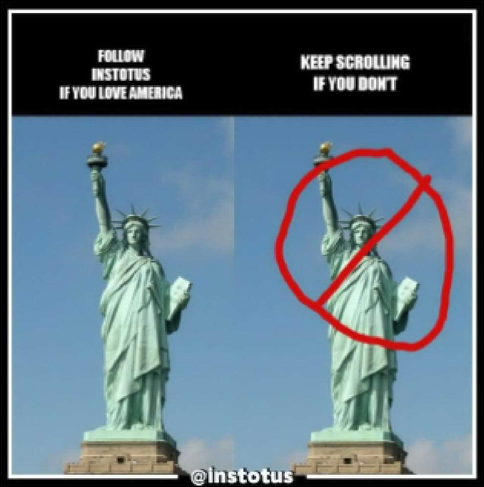 FOLLOW
INSTOTUS
IF YOU LOVE AMERICA
KEEP SCROLLING
IF YOU DON'T
@instotus